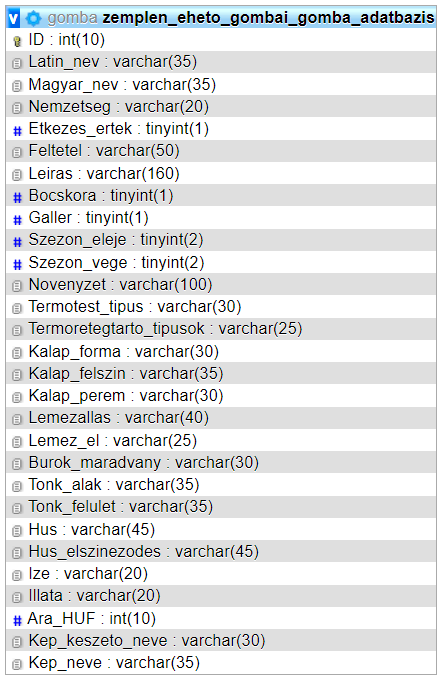 v gomba zemplen_eheto_gombai_gomba_adatbazis
ID : int(10)
Latin_nev : varchar(35)
Magyar_nev : varchar(35)
Nemzetseg : varchar(20)
# Etkezes_ertek : tinyint(1)
Feltetel : varchar(50)
Leiras : varchar(160)
# Bocskora : tinyint(1)
# Galler : tinyint(1)
# Szezon_eleje : tinyint(2)
# Szezon_vege : tinyint(2)
Novenyzet : varchar(100)
Termotest_tipus : varchar(30)
Termoretegtarto_tipusok : varchar(25)
Kalap_forma : varchar(30)
Kalap_felszin : varchar(35)
Kalap_perem : varchar(30)
Lemezallas : varchar(40)
Lemez_el : varchar(25)
Burok_maradvany : varchar(30)
Tonk_alak : varchar(35)
Tonk_felulet : varchar(35)
Hus : varchar(45)
Hus_elszinezodes : varchar(45)
Ize : varchar(20)
Illata : varchar(20)
# Ara_HUF : int(10)
Kep_keszeto_neve : varchar(30)
Kep_neve : varchar(35)